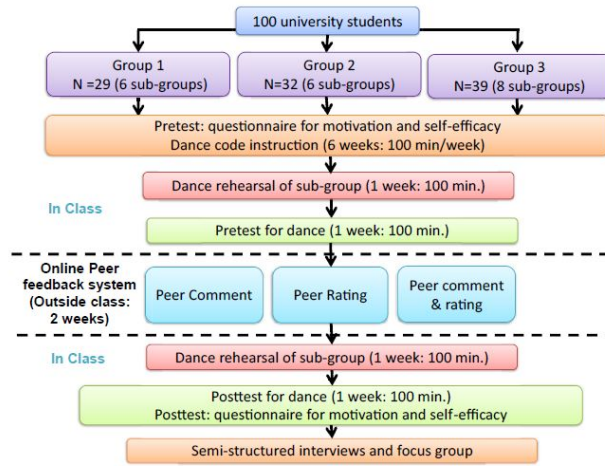 100 university students
Group 1
N =29 (6 sub-groups)
Group 2
N=32 (6 sub-groups)
Group 3
N=39 (8 sub-groups)
Pretest: questionnaire for motivation and self-efficacy
Dance code instruction (6 weeks: 100 min/week)
Dance rehearsal of sub-group (1 week: 100 min.)
In Class
Pretest for dance (1 week: 100 min.)
Online Peer
feedback system
(Outside class:
2 weeks)
Peer Comment
Peer Rating
Peer comment
& rating
In Class
Dance rehearsal of sub-group (1 week: 100 min.)
Posttest for dance (1 week: 100 min.)
Posttest: questionnaire for motivation and self-efficacy
Semi-structured interviews and focus group